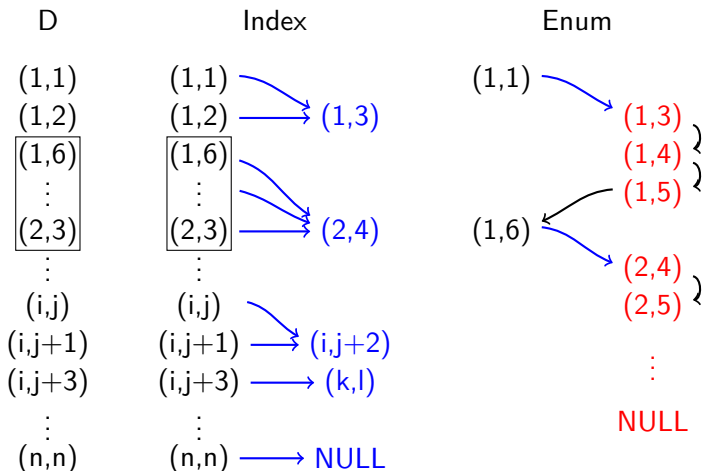 D Index Enum
(1,1) (1,1) (1,1)
(1,2) (1,2) (1,3) (1,3)
(1,6) (1,6) (1,4)
⋮ ⋮ (1,5)
(2,3) (2,3) (2,4) (1,6)
⋮ ⋮ (2,4)
(i,j) (i,j) (2,5)
(i,j+1) (i,j+1) (i,j+2)
(i,j+3) (i,j+3) (k,l) ⋮
⋮ ⋮ NULL
(n,n) (n,n) NULL